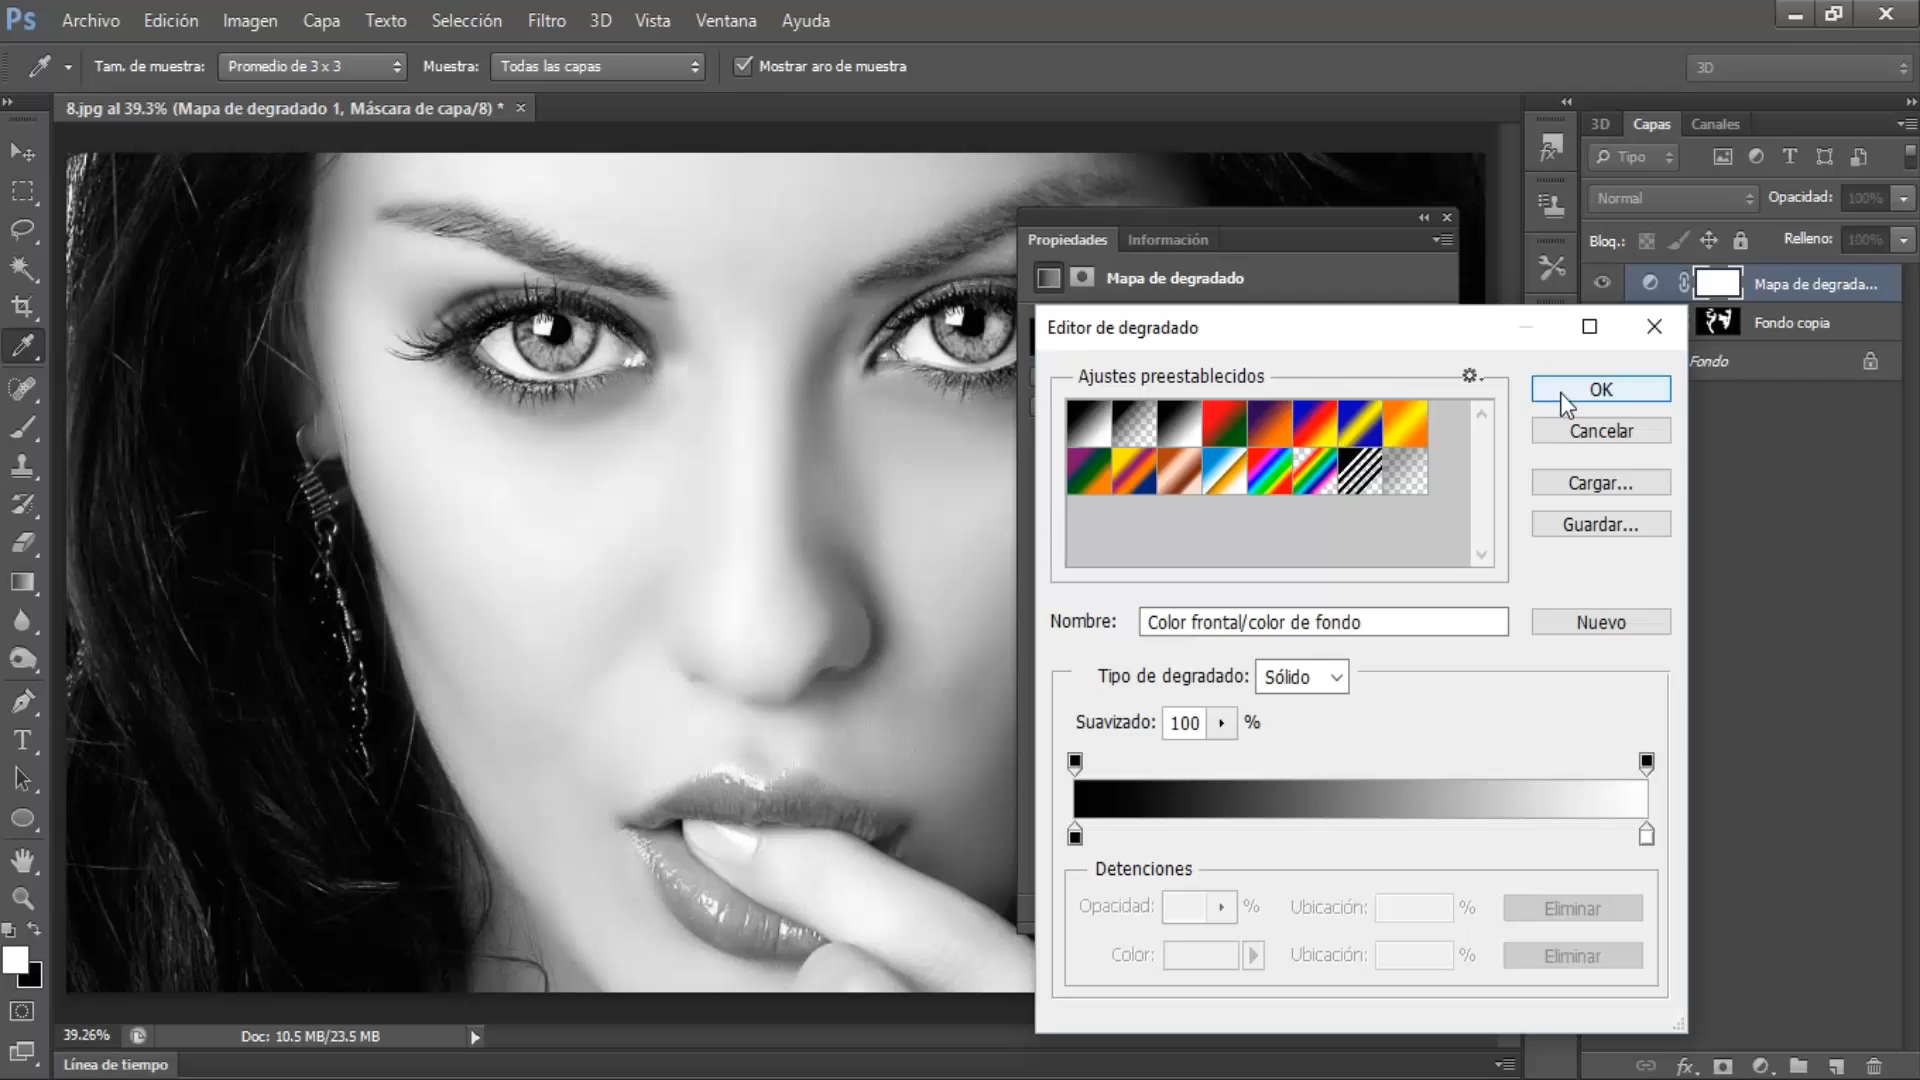 Ps Archivo Edición Imagen Capa Texto Selección Filtro 3D Vista Ventana Ayuda
Tam. de muestra: Promedio de 3 x 3 Muestra: Todas las capas Mostrar aro de muestra 3D
8.jpg al 39.3% (Mapa de degradado 1, Máscara de capa/8) * ×
3D Capas Canales
Tipo
Normal Opacidad: 100%
Bloq.: Relleno: 100%
Mapa de degrada...
Fondo copia
Fondo
Propiedades Información
Mapa de degradado
Editor de degradado
Ajustes preestablecidos
OK
Cancelar
Cargar...
Guardar...
Nombre: Color frontal/color de fondo Nuevo
Tipo de degradado: Sólido
Suavizado: 100 %
Detenciones
Opacidad: % Ubicación: % Eliminar
Color: Ubicación: % Eliminar
39.26% Doc: 10.5 MB/23.5 MB
Línea de tiempo